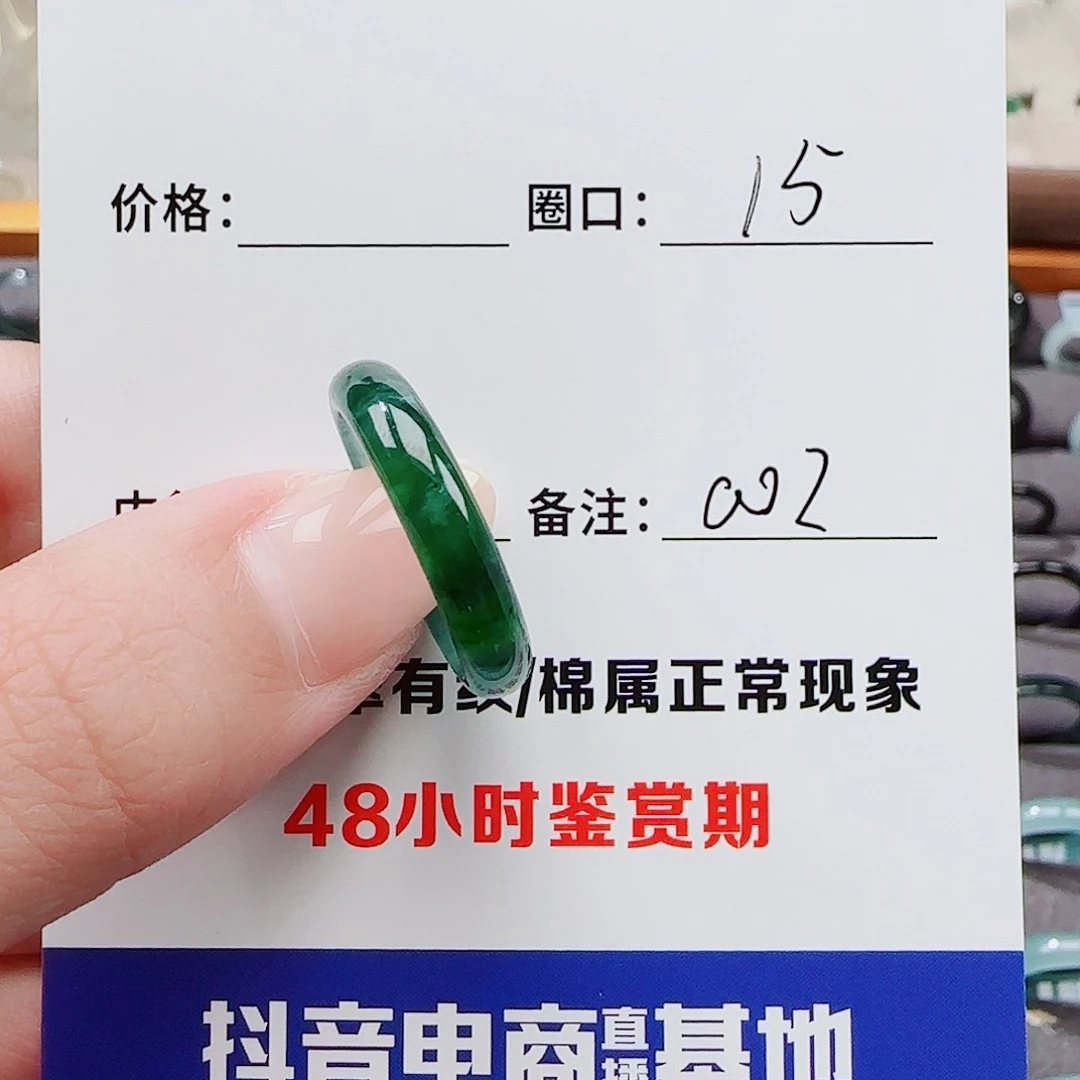 价格： 圈口：15
备注：002
有纹/棉属正常现象
48小时鉴赏期
抖音电商直播基地